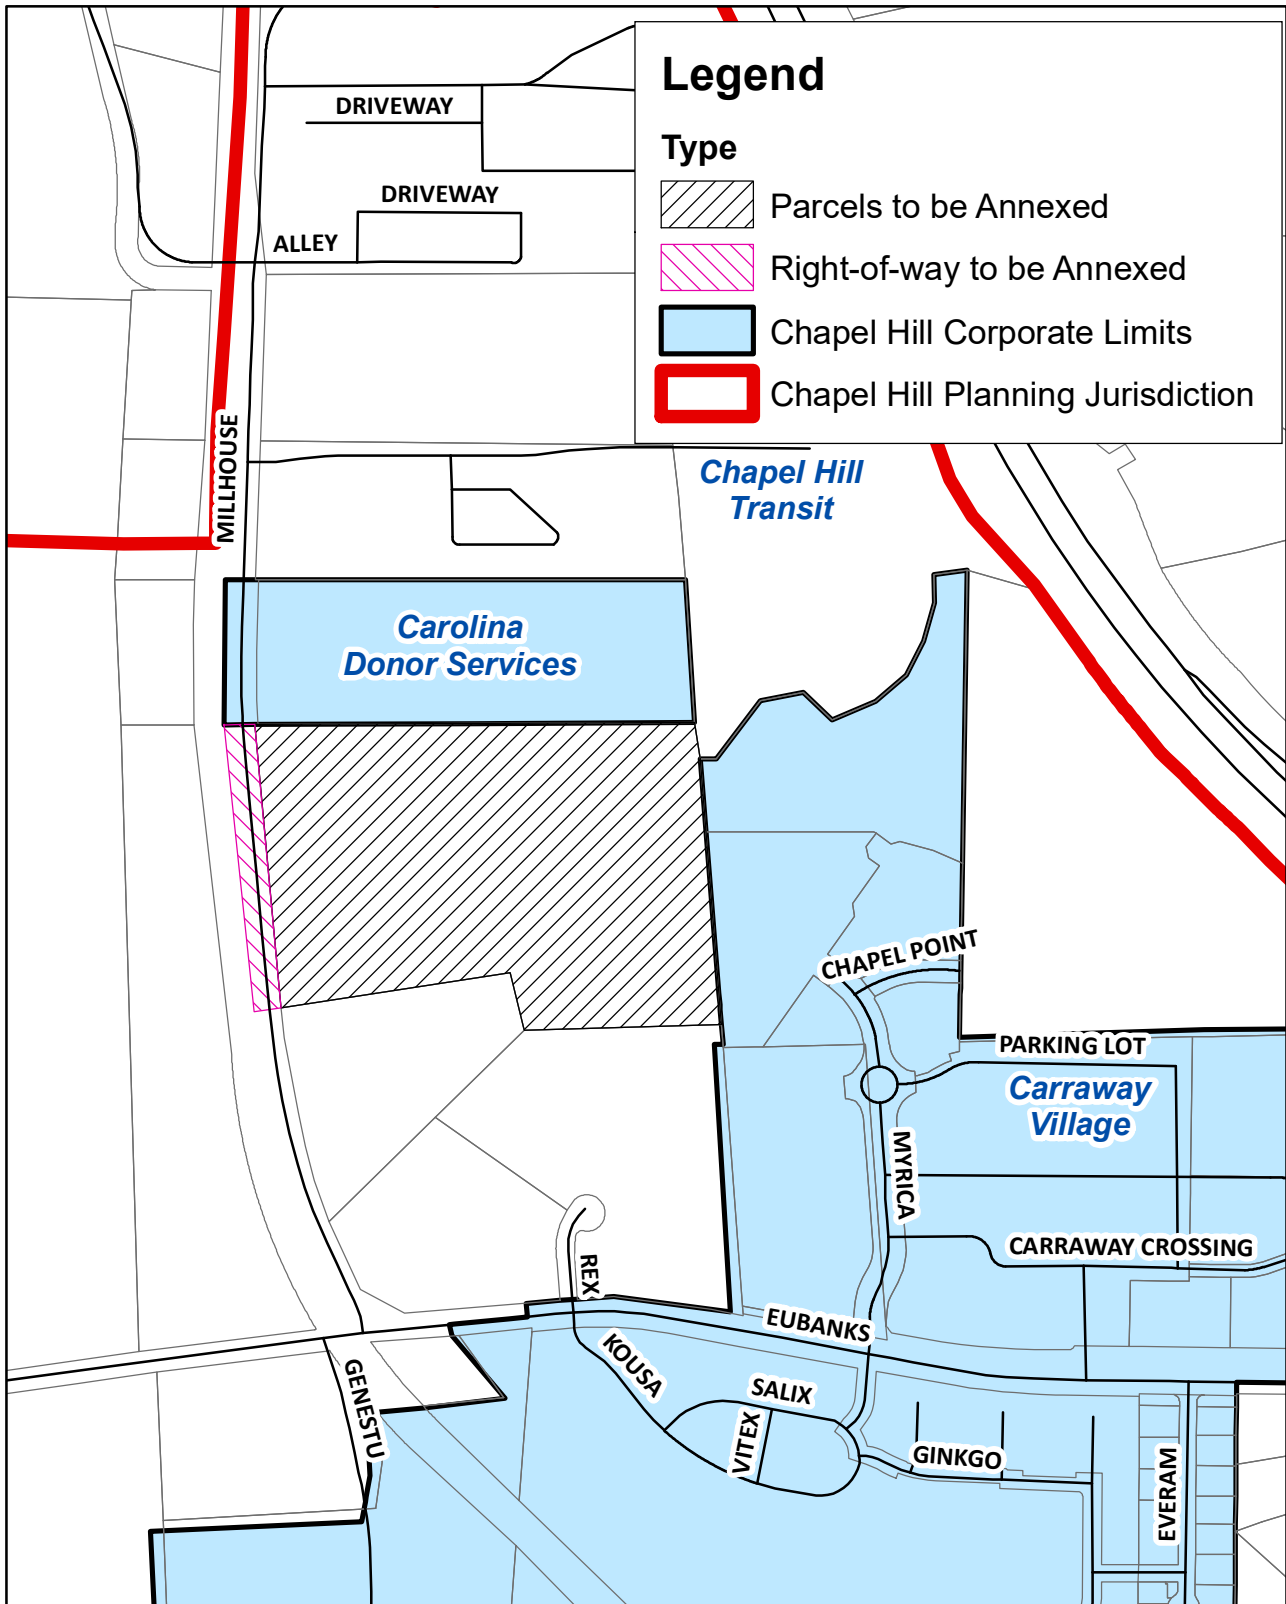 Legend
Type
Parcels to be Annexed
Right-of-way to be Annexed
Chapel Hill Corporate Limits
Chapel Hill Planning Jurisdiction
DRIVEWAY
DRIVEWAY
ALLEY
MILLHOUSE
Chapel Hill
Transit
Carolina
Donor Services
CHAPEL POINT
PARKING LOT
Carraway
Village
MYRICA
CARRAWAY CROSSING
REX
EUBANKS
KOUSA
GENESTU
SALIX
VITEX
GINKGO
EVERAM